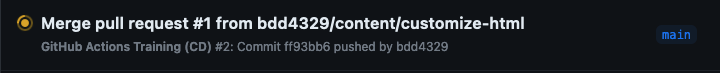 Merge pull request #1 from bdd4329/content/customize-html
GitHub Actions Training (CD) #2: Commit ff93bb6 pushed by bdd4329
main